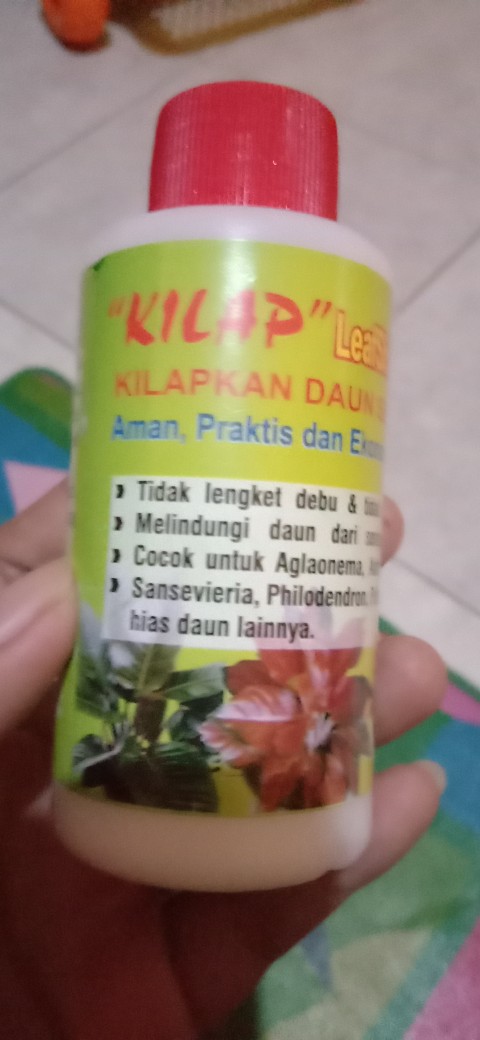 "KILAP"
KILAPKAN DAUN
Aman, Praktis dan
Tidak lengket debu &
Melindungi daun dari
Cocok untuk Aglaonema,
Sansevieria, Philodendron,
hias daun lainnya.